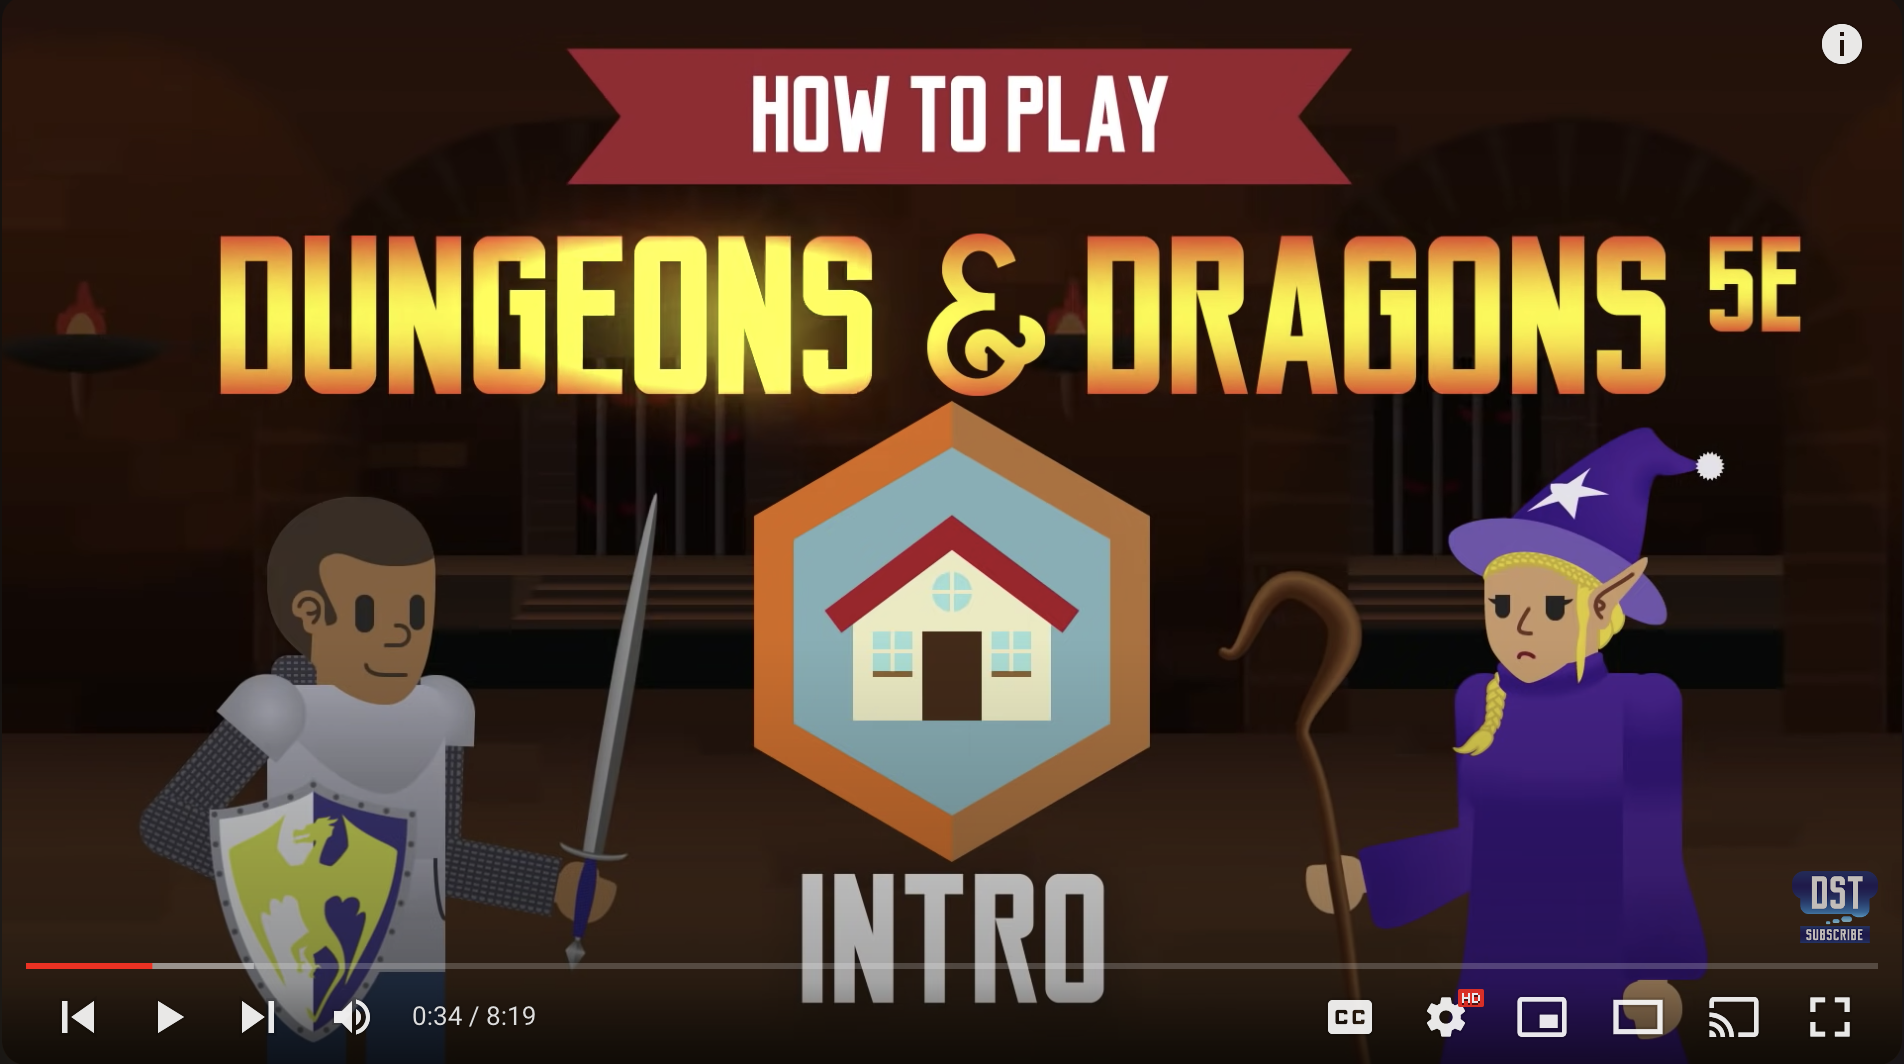 HOW TO PLAY
DUNGEONS & DRAGONS 5E
INTRO
DST
SUBSCRIBE
0:34 / 8:19
CC
HD